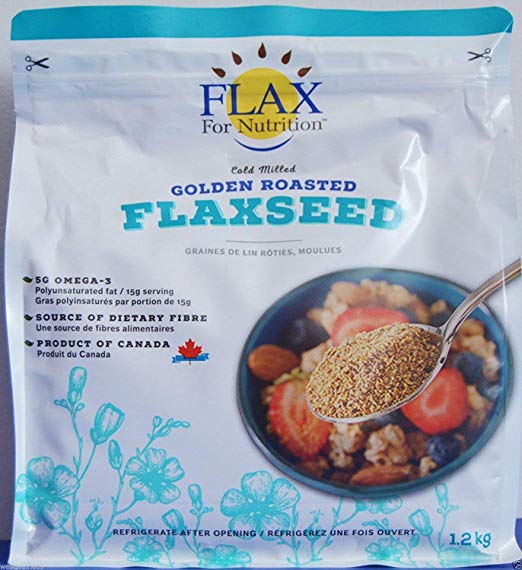 FLAX
For Nutrition™
Cold Milled
GOLDEN ROASTED
FLAXSEED
GRAINES DE LIN RÔTIES, MOULUES
5G OMEGA-3
Polyunsaturated fat / 15g serving
Gras polyinsaturés par portion de 15g
SOURCE OF DIETARY FIBRE
Une source de fibres alimentaires
PRODUCT OF CANADA
Produit du Canada
REFRIGERATE AFTER OPENING / RÉFRIGÉREZ UNE FOIS OUVERT
1.2 kg